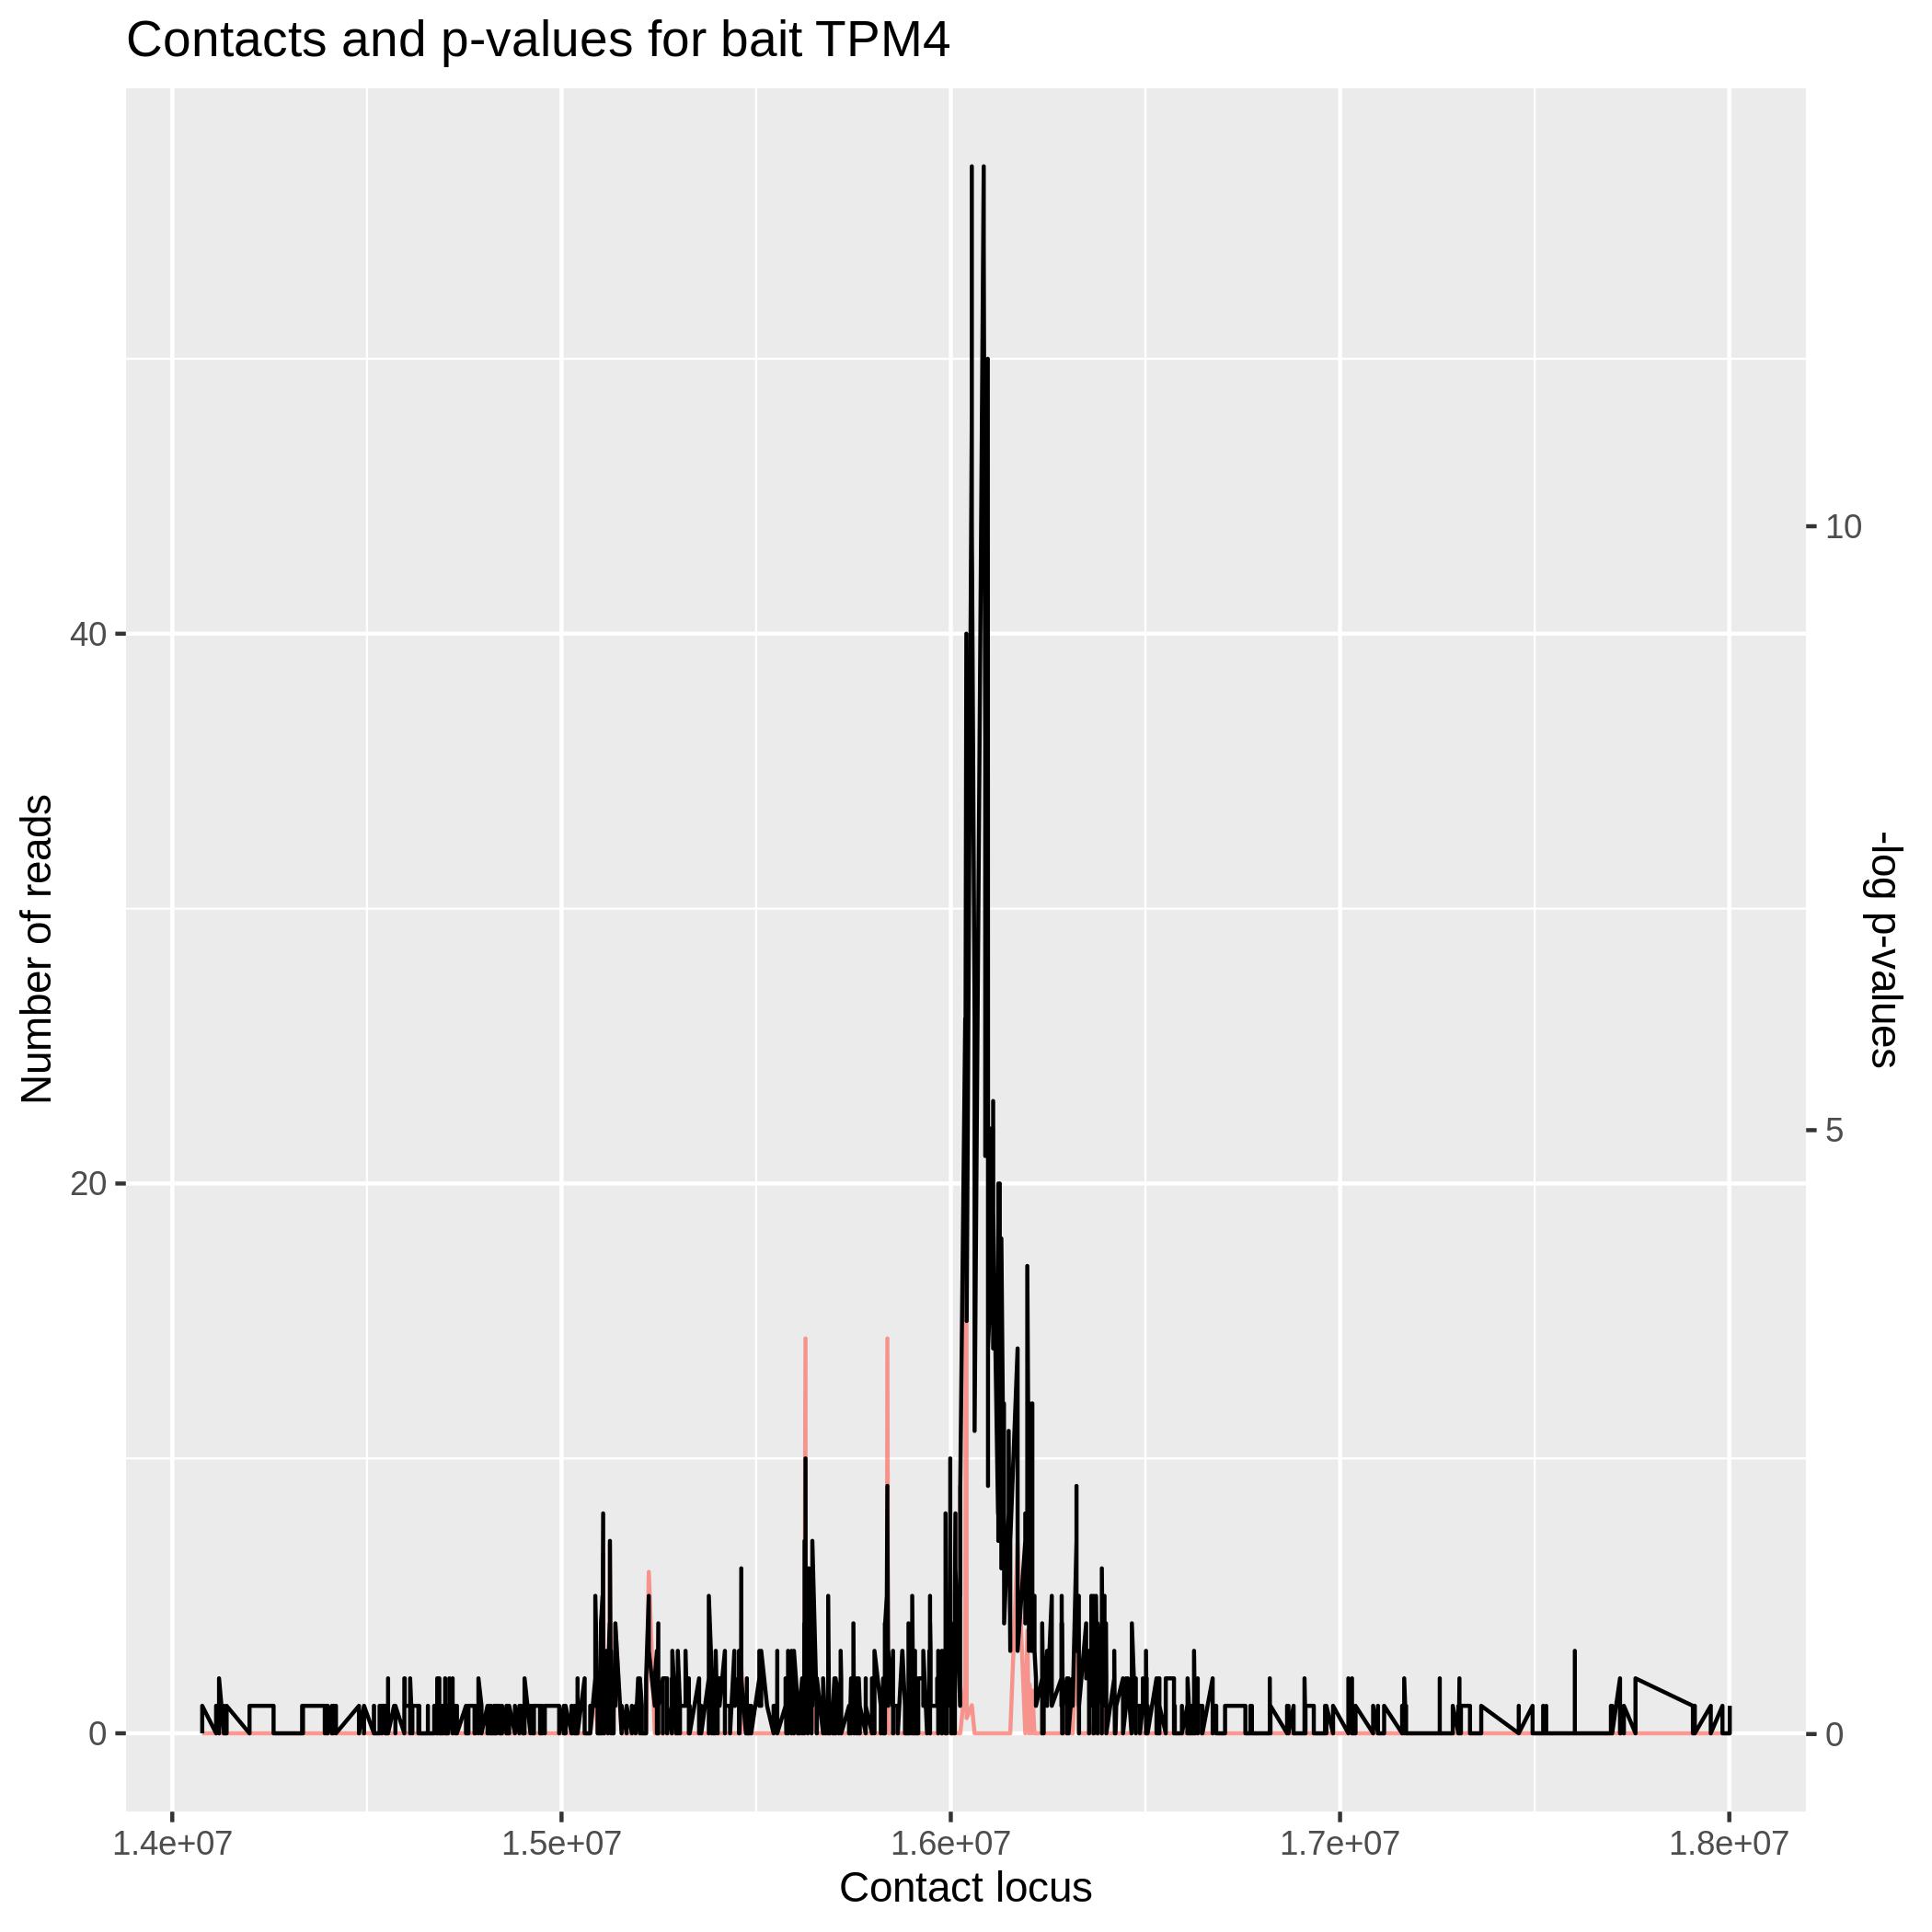 Contacts and p-values for bait TPM4
Number of reads
40
20
0
10
5
0
-log p-values
1.4e+07 1.5e+07 1.6e+07 1.7e+07 1.8e+07
Contact locus